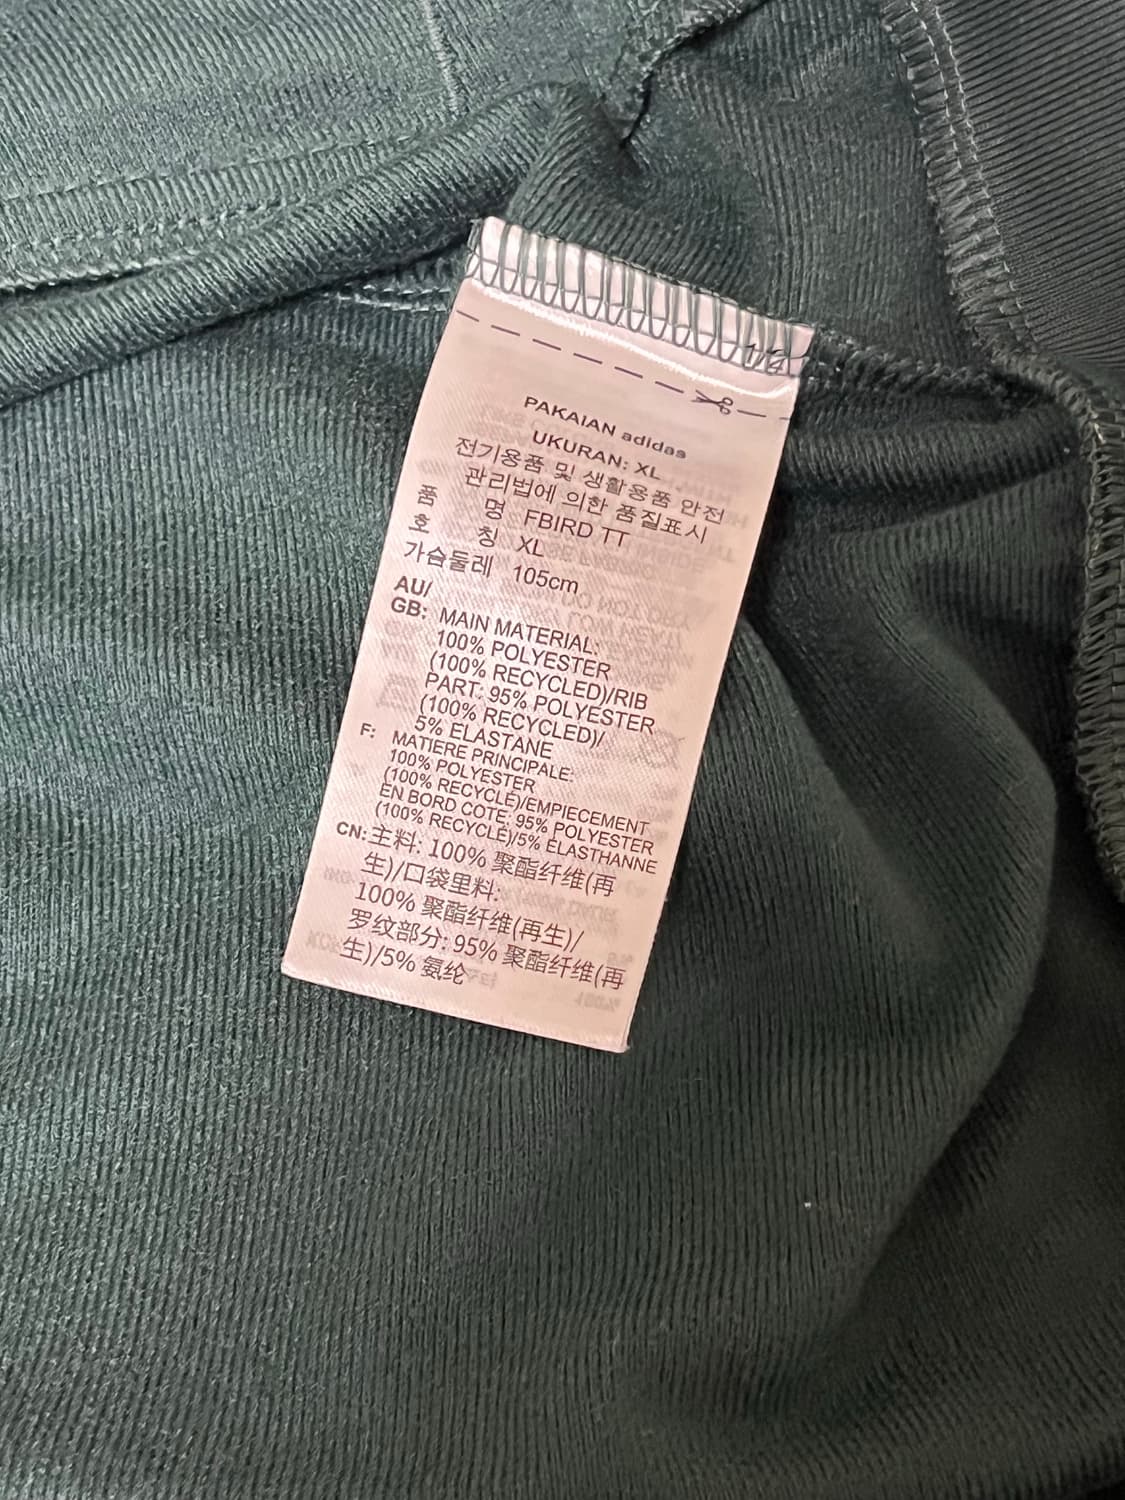 1/2
PAKAIAN adidas
UKURAN: XL
전기용품 및 생활용품 안전
관리법에 의한 품질표시
품 명 FBIRD TT
호 칭 XL
가슴둘레 105cm
AU/
GB: MAIN MATERIAL:
100% POLYESTER
(100% RECYCLED)/RIB
PART: 95% POLYESTER
(100% RECYCLED)/
5% ELASTANE
F: MATIERE PRINCIPALE:
100% POLYESTER
(100% RECYCLÉ)/EMPIECEMENT
EN BORD COTE: 95% POLYESTER
(100% RECYCLÉ)/5% ÉLASTHANNE
CN: 主料: 100% 聚酯纤维(再
生)/口袋里料:
100% 聚酯纤维(再生)/
罗纹部分: 95% 聚酯纤维(再
生)/5% 氨纶